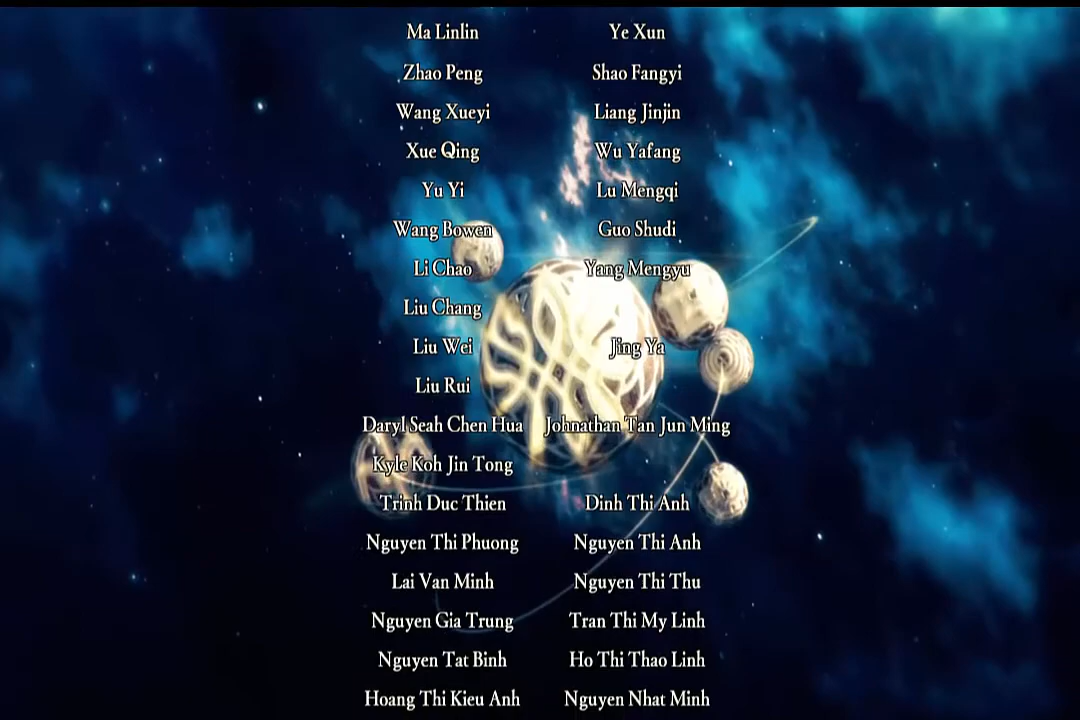 Ma Linlin Ye Xun
Zhao Peng Shao Fangyi
Wang Xueyi Liang Jinjin
Xue Qing Wu Yafang
Yu Yi Lu Mengqi
Wang Bowen Guo Shudi
Li Chao Yang Mengyu
Liu Chang
Liu Wei Jing Ya
Liu Rui
Daryl Seah Chen Hua Johnathan Tan Jun Ming
Kyle Koh Jin Tong
Trinh Duc Thien Dinh Thi Anh
Nguyen Thi Phuong Nguyen Thi Anh
Lai Van Minh Nguyen Thi Thu
Nguyen Gia Trung Tran Thi My Linh
Nguyen Tat Binh Ho Thi Thao Linh
Hoang Thi Kieu Anh Nguyen Nhat Minh